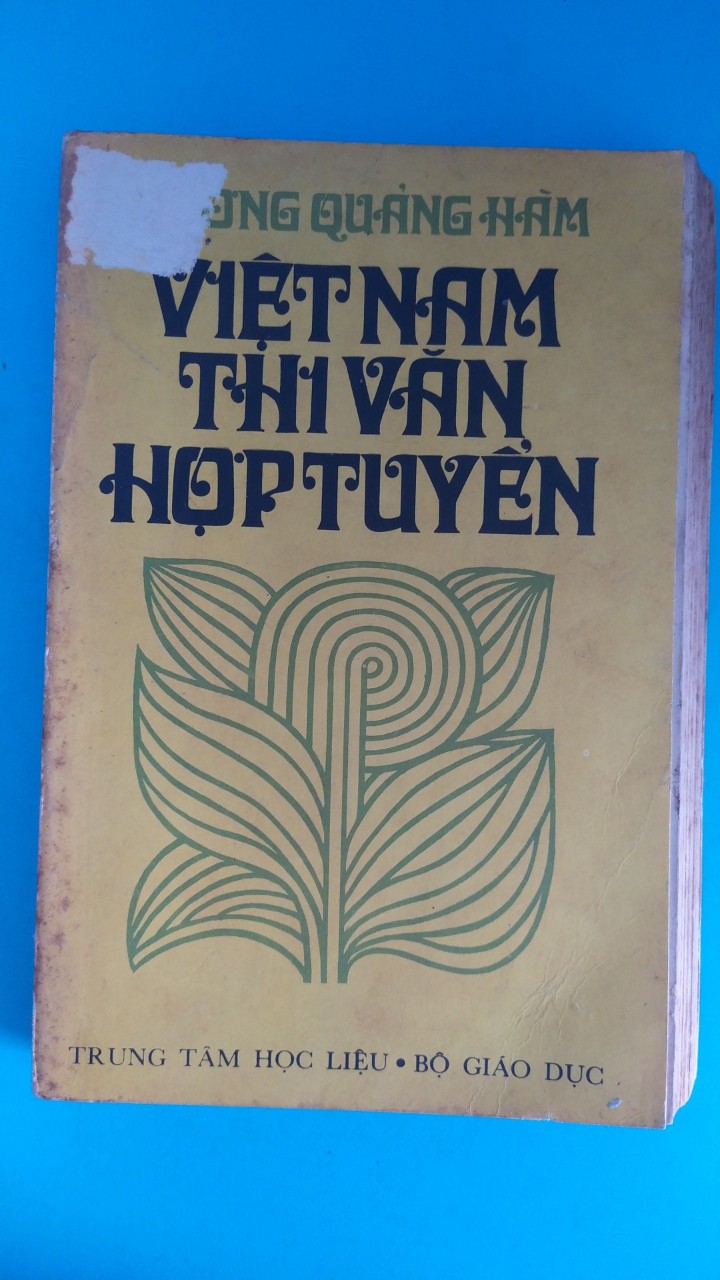 QUẢNG HÀM
VIỆT NAM
THI VĂN
HỢP TUYỂN
TRUNG TÂM HỌC LIỆU • BỘ GIÁO DỤC